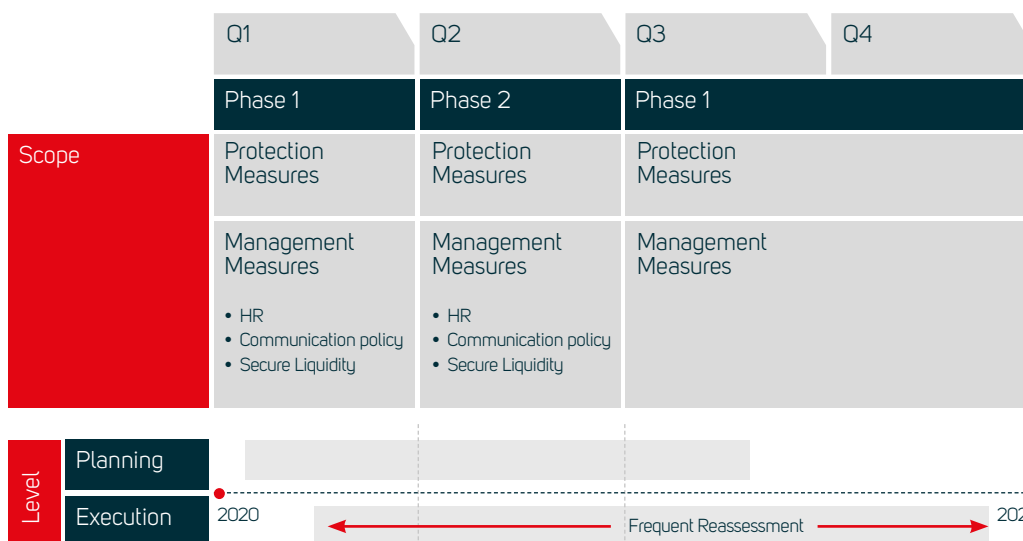 Q1
Q2
Q3
Q4
Phase 1
Phase 2
Phase 1
Scope
Protection
Measures
Protection
Measures
Protection
Measures
Management
Measures
• HR
• Communication policy
• Secure Liquidity
Management
Measures
• HR
• Communication policy
• Secure Liquidity
Management
Measures
Level
Planning
Execution
2020
Frequent Reassessment